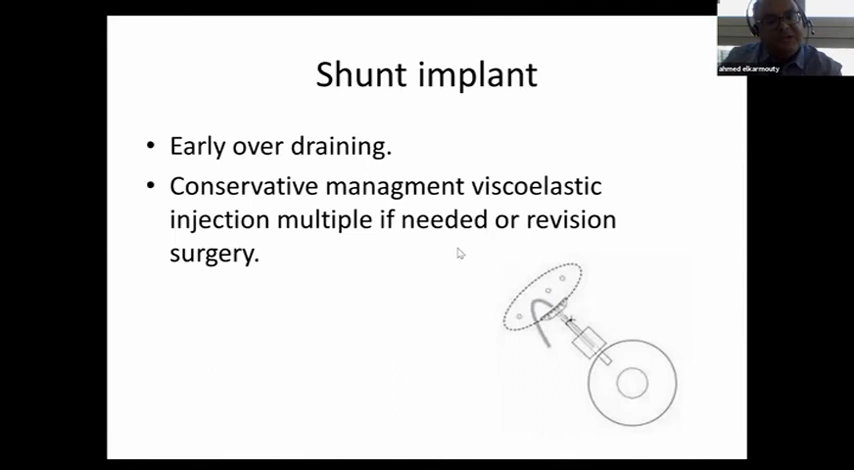 Shunt implant
ahmed elkarmouty
• Early over draining.
• Conservative managment viscoelastic
injection multiple if needed or revision
surgery.